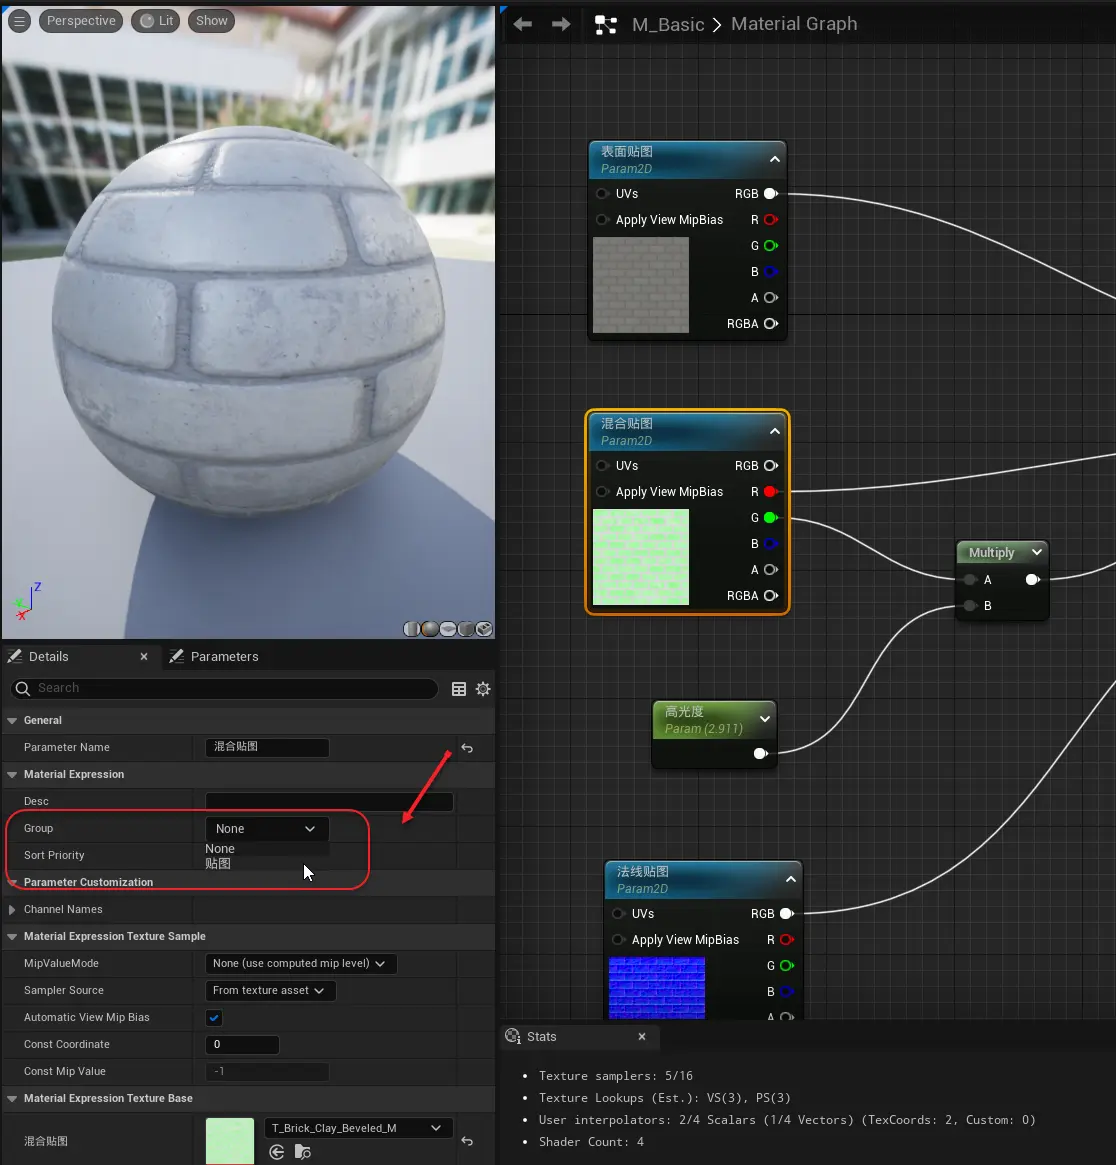 Perspective
Lit
Show
M_Basic > Material Graph
表面贴图
Param2D
UVs
RGB
Apply View MipBias
R
G
B
A
RGBA
混合贴图
Param2D
UVs
RGB
Apply View MipBias
R
G
B
A
RGBA
Multiply
A
B
高光度
Param (2.911)
法线贴图
Param2D
UVs
RGB
Apply View MipBias
R
G
B
A
Z
Y
X
Details
Parameters
Search
General
Parameter Name
混合贴图
Material Expression
Desc
Group
None
None
Sort Priority
贴图
Parameter Customization
Channel Names
Material Expression Texture Sample
MipValueMode
None (use computed mip level)
Sampler Source
From texture asset
Automatic View Mip Bias
Const Coordinate
0
Const Mip Value
-1
Material Expression Texture Base
混合贴图
T_Brick_Clay_Beveled_M
Stats
• Texture samplers: 5/16
• Texture Lookups (Est.): VS(3), PS(3)
• User interpolators: 2/4 Scalars (1/4 Vectors) (TexCoords: 2, Custom: 0)
• Shader Count: 4